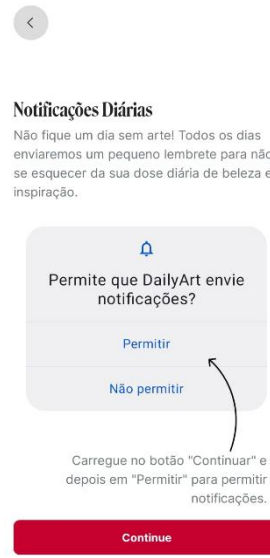 Notificações Diárias
Não fique um dia sem arte! Todos os dias
enviaremos um pequeno lembrete para não
se esquecer da sua dose diária de beleza e
inspiração.
Permite que DailyArt envie
notificações?
Permitir
Não permitir
Carregue no botão "Continuar" e
depois em "Permitir" para permitir
notificações.
Continue